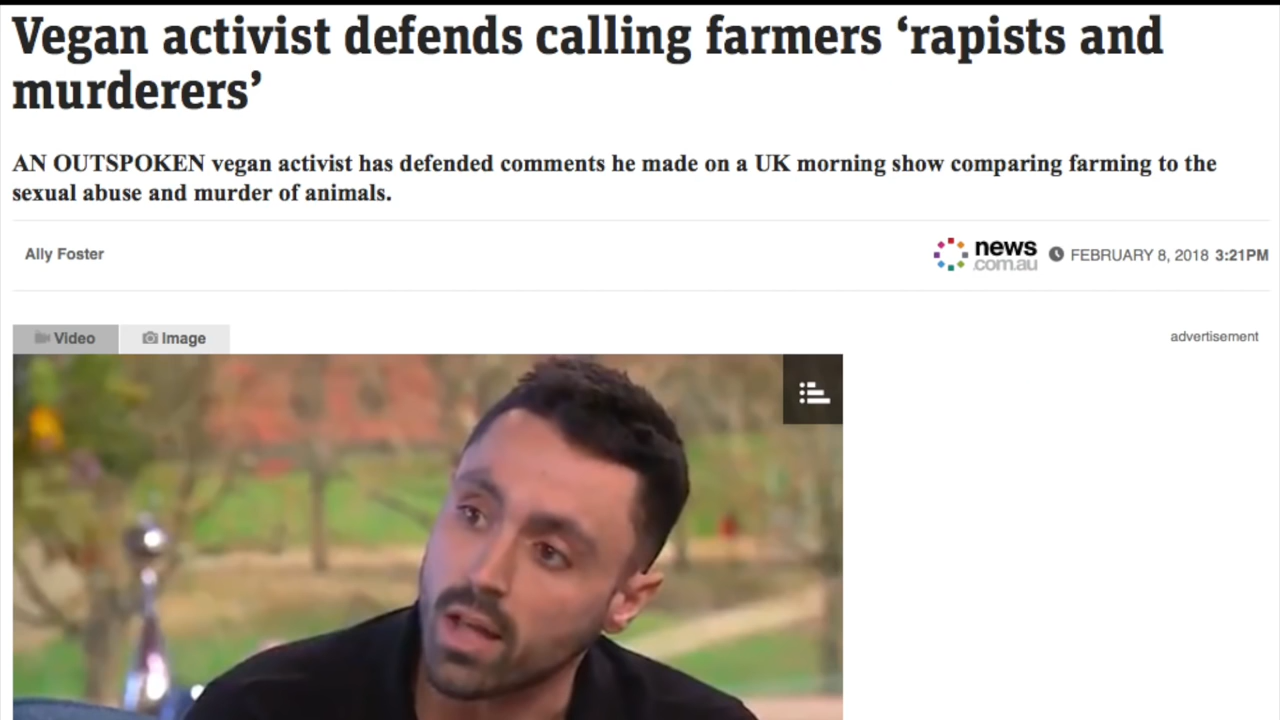 Vegan activist defends calling farmers ‘rapists and
murderers’
AN OUTSPOKEN vegan activist has defended comments he made on a UK morning show comparing farming to the
sexual abuse and murder of animals.
Ally Foster
news
.com.au
FEBRUARY 8, 2018 3:21PM
Video
Image
advertisement